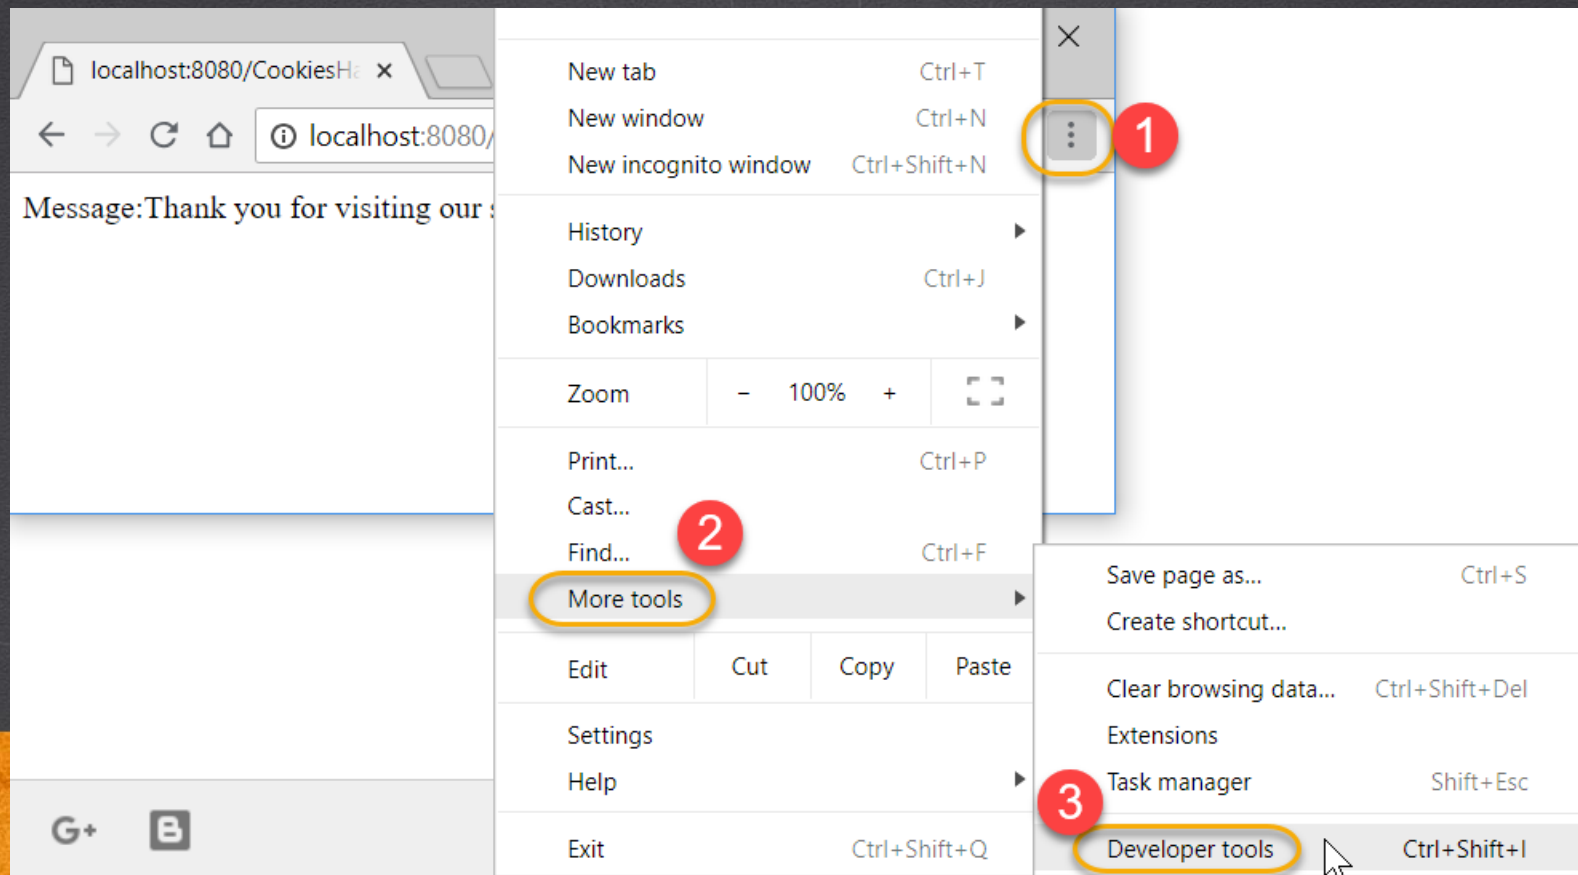 localhost:8080/CookiesHa
localhost:8080/
1
Message:Thank you for visiting our
New tab Ctrl+T
New window Ctrl+N
New incognito window Ctrl+Shift+N
History
Downloads Ctrl+J
Bookmarks
Zoom - 100% +
Print... Ctrl+P
Cast...
2
Find... Ctrl+F
More tools
Edit Cut Copy Paste
Settings
Help
Exit Ctrl+Shift+Q
Save page as... Ctrl+S
Create shortcut...
Clear browsing data... Ctrl+Shift+Del
Extensions
Task manager Shift+Esc
3
Developer tools Ctrl+Shift+I
G+
B